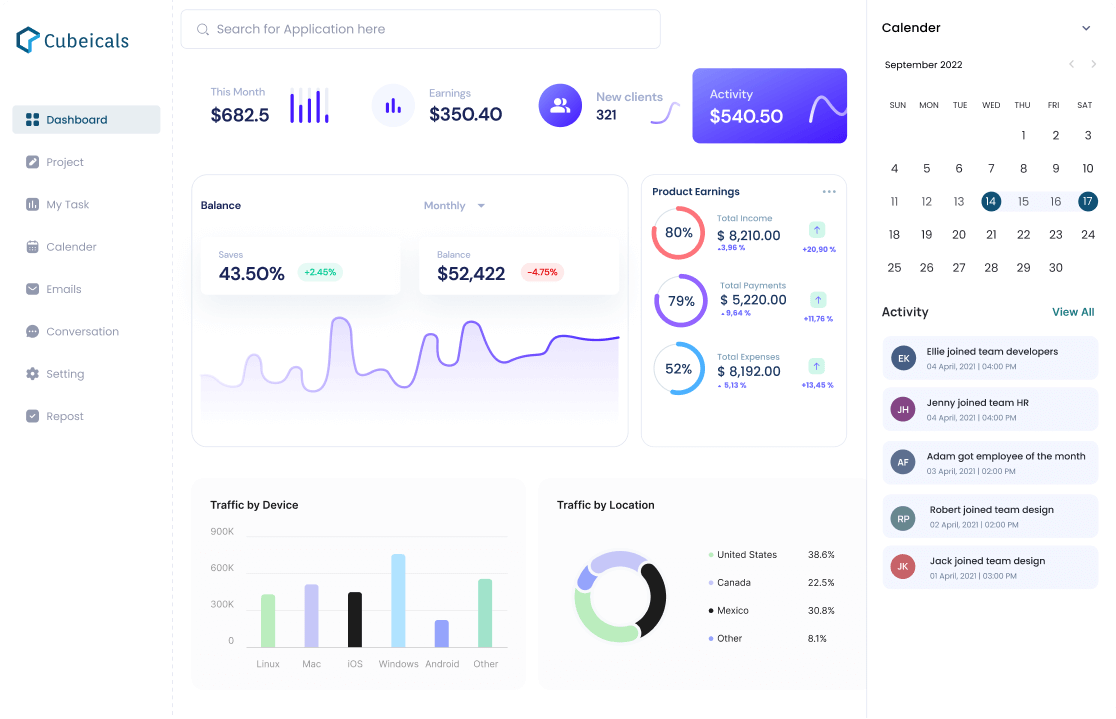 Cubeicals
Search for Application here
Dashboard
Project
My Task
Calender
Emails
Conversation
Setting
Repost
This Month
$682.5
Earnings
$350.40
New clients
321
Activity
$540.50
Balance
Monthly
Saves
43.50%
+2.45%
Balance
$52,422
-4.75%
Product Earnings
80%
Total Income
$ 8,210.00
3,96 %
+20,90 %
79%
Total Payments
$ 5,220.00
9,64 %
+11,76 %
52%
Total Expenses
$ 8,192.00
5,13 %
+13,45 %
Traffic by Device
900K
600K
300K
0
Linux Mac iOS Windows Android Other
Traffic by Location
United States 38.6%
Canada 22.5%
Mexico 30.8%
Other 8.1%
Calender
September 2022
SUN MON TUE WED THU FRI SAT
1 2 3
4 5 6 7 8 9 10
11 12 13 14 15 16 17
18 19 20 21 22 23 24
25 26 27 28 29 30
Activity
View All
EK
Ellie joined team developers
04 April, 2021 | 04:00 PM
JH
Jenny joined team HR
04 April, 2021 | 04:00 PM
AF
Adam got employee of the month
03 April, 2021 | 02:00 PM
RP
Robert joined team design
02 April, 2021 | 02:00 PM
JK
Jack joined team design
01 April, 2021 | 03:00 PM